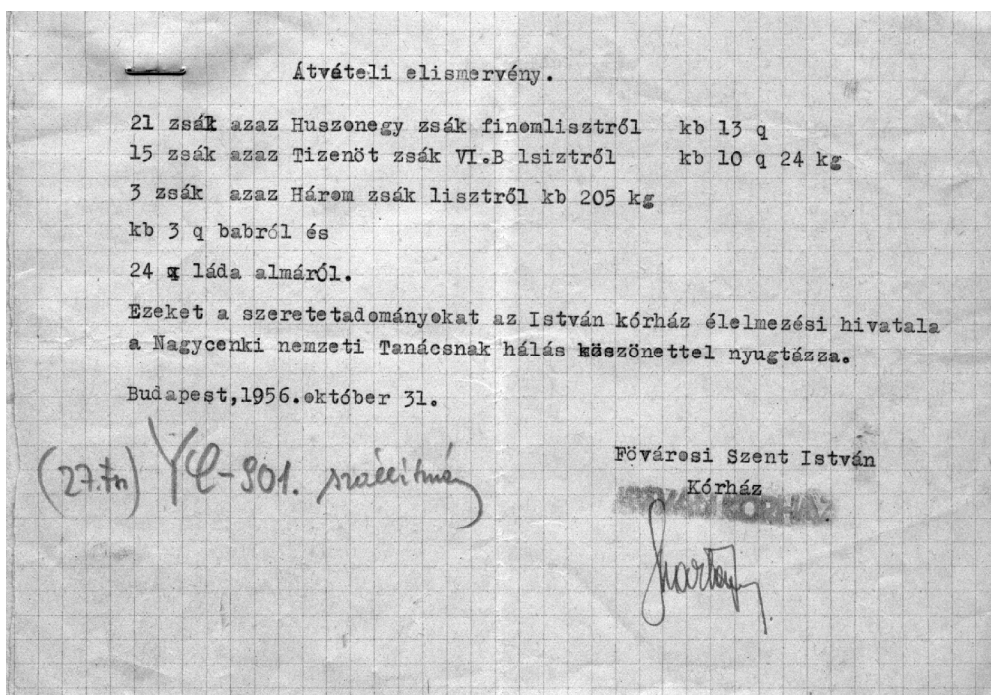 Átvételi elismervény.
21 zsák azaz Huszonegy zsák finomlisztről kb 13 q
15 zsák azaz Tizenöt zsák VI.B lsiztről kb 10 q 24 kg
3 zsák azaz Három zsák lisztről kb 205 kg
kb 3 q babról és
24 q láda almáról.
Ezeket a szeretetadományokat az István kórház élelmezési hivatala
a Nagycenki nemzeti Tanácsnak hálás köszönettel nyugtázza.
Budapest,1956.október 31.
Fövárosi Szent István
Kórház
ISTVÁN KÓRHÁZ
(27. ) -901. szállitmány